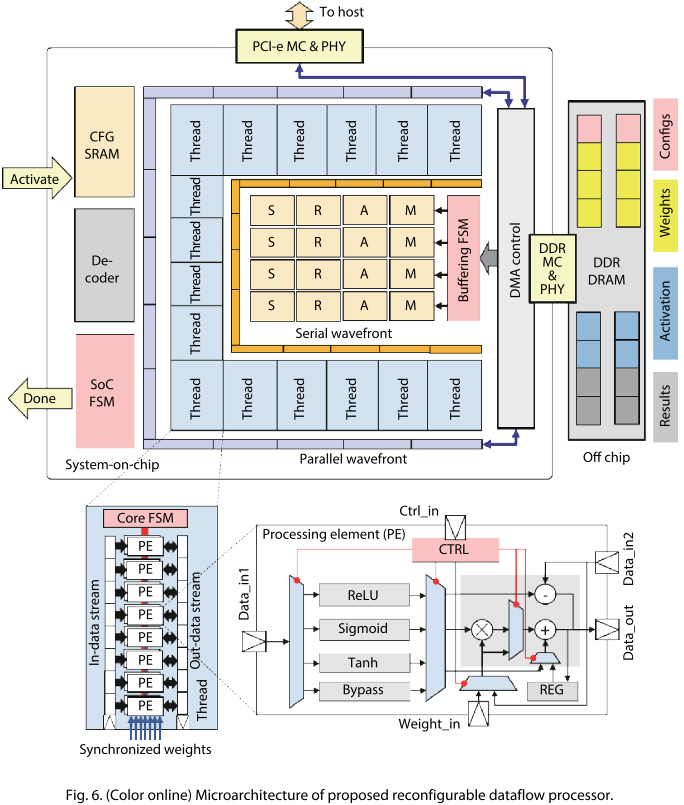 To host
PCI-e MC & PHY
CFG
SRAM
Activate
De-
coder
SoC
FSM
Done
System-on-chip
Thread
Thread
Thread
Thread
Thread
Thread
Thread
Thread
Thread
Thread
S
R
A
M
S
R
A
M
S
R
A
M
S
R
A
M
Buffering FSM
Serial wavefront
Thread
Thread
Thread
Thread
Thread
Thread
Parallel wavefront
DMA control
DDR
MC
&
PHY
DDR
DRAM
Off chip
Configs
Weights
Activation
Results
Core FSM
PE
PE
PE
PE
PE
PE
PE
PE
In-data stream
Out-data stream
Thread
Synchronized weights
Ctrl_in
Processing element (PE)
CTRL
Data_in1
Data_in2
ReLU
Sigmoid
Tanh
Bypass
-
×
+
REG
Data_out
Weight_in
Fig. 6. (Color online) Microarchitecture of proposed reconfigurable dataflow processor.